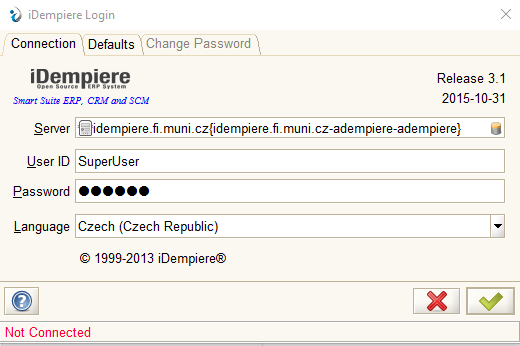 iDempiere Login
Connection Defaults Change Password
iDempiere
Open Source ERP System
Smart Suite ERP, CRM and SCM
Release 3.1
2015-10-31
Server idempiere.fi.muni.cz{idempiere.fi.muni.cz-adempiere-adempiere}
User ID SuperUser
Password ●●●●●●
Language Czech (Czech Republic)
© 1999-2013 iDempiere®
Not Connected